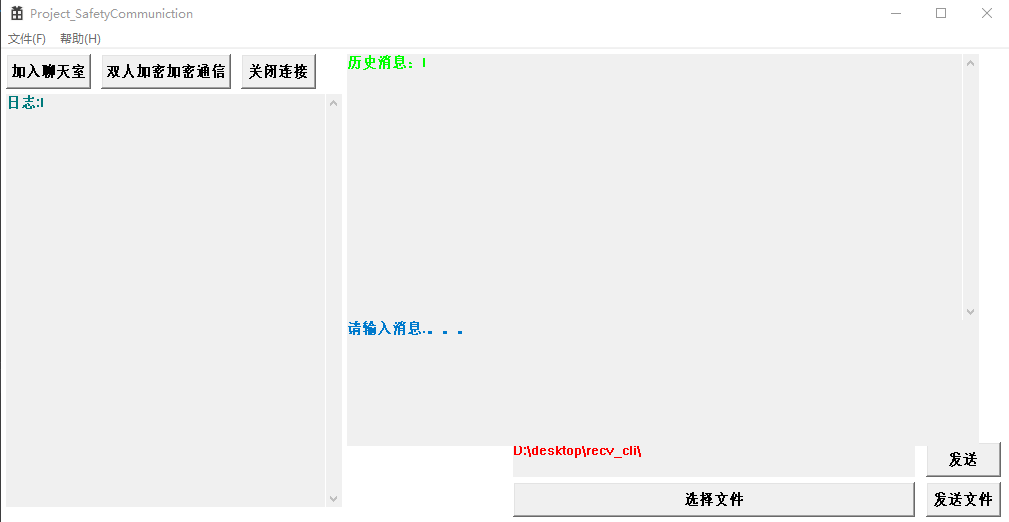 Project_SafetyCommuniction
文件(F) 帮助(H)
加入聊天室 双人加密加密通信 关闭连接
日志:
历史消息：
请输入消息.。。。
D:\desktop\recv_cli\
发送
选择文件 发送文件